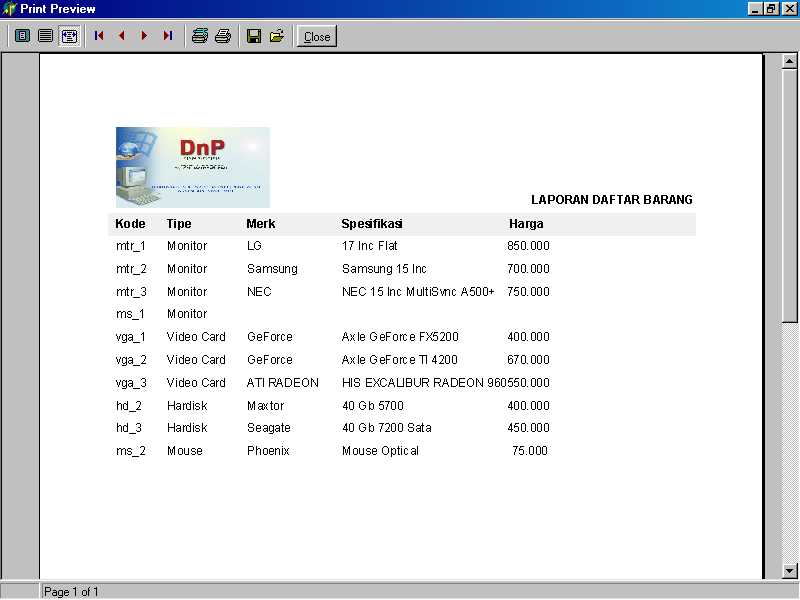 Print Preview
Close
DnP
LAPORAN DAFTAR BARANG
Kode Tipe Merk Spesifikasi Harga
mtr_1 Monitor LG 17 Inc Flat 850.000
mtr_2 Monitor Samsung Samsung 15 Inc 700.000
mtr_3 Monitor NEC NEC 15 Inc MultiSync A500+ 750.000
ms_1 Monitor
vga_1 Video Card GeForce Axle GeForce FX5200 400.000
vga_2 Video Card GeForce Axle GeForce TI 4200 670.000
vga_3 Video Card ATI RADEON HIS EXCALIBUR RADEON 960550.000
hd_2 Hardisk Maxtor 40 Gb 5700 400.000
hd_3 Hardisk Seagate 40 Gb 7200 Sata 450.000
ms_2 Mouse Phoenix Mouse Optical 75.000
Page 1 of 1